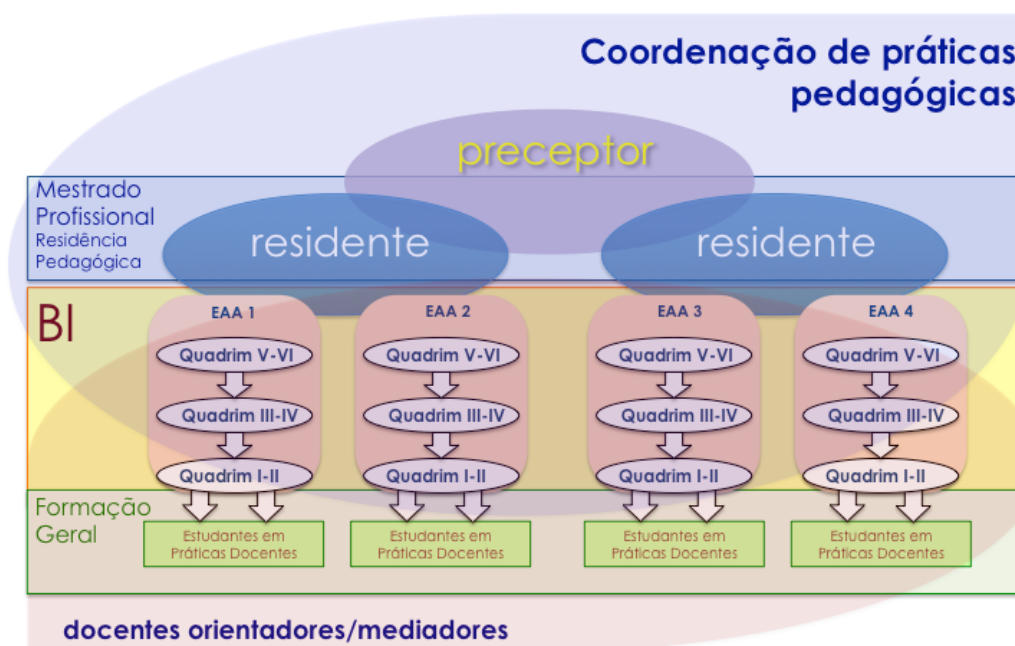 Coordenação de práticas
pedagógicas
preceptor
Mestrado
Profissional
Residência
Pedagógica
residente
residente
BI
EAA 1
EAA 2
EAA 3
EAA 4
Quadrim V-VI
Quadrim V-VI
Quadrim V-VI
Quadrim V-VI
Quadrim III-IV
Quadrim III-IV
Quadrim III-IV
Quadrim III-IV
Quadrim I-II
Quadrim I-II
Quadrim I-II
Quadrim I-II
Formação
Geral
Estudantes em
Práticas Docentes
Estudantes em
Práticas Docentes
Estudantes em
Práticas Docentes
Estudantes em
Práticas Docentes
docentes orientadores/mediadores